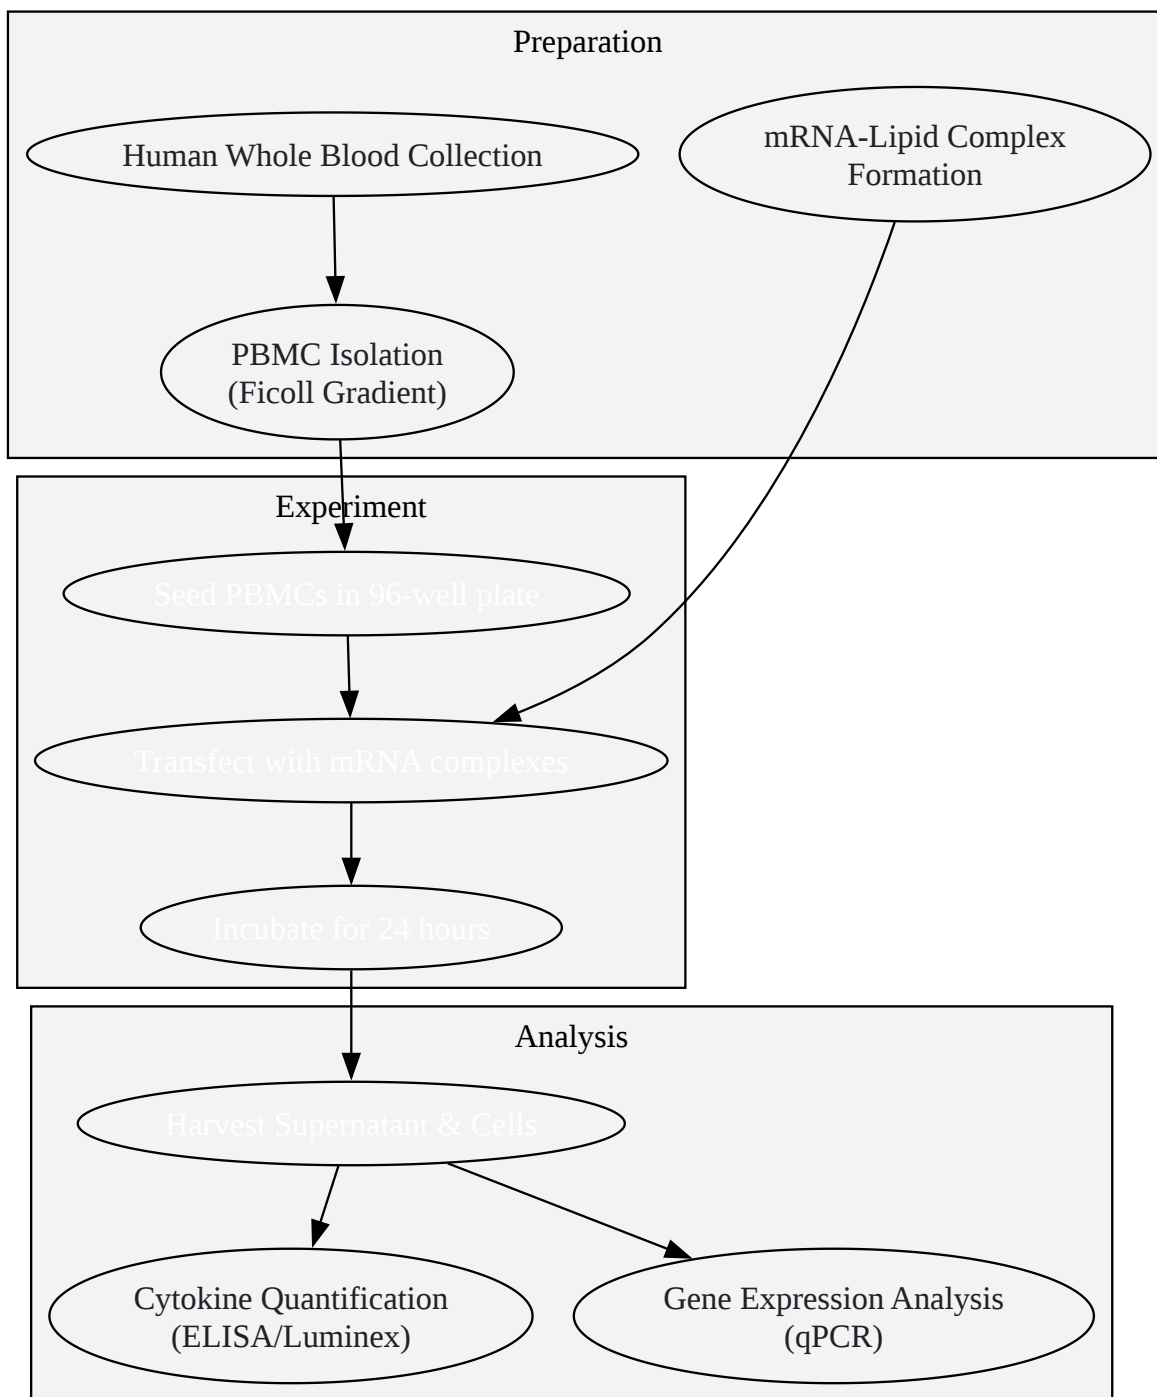 Preparation
Human Whole Blood Collection
mRNA-Lipid Complex
Formation
PBMC Isolation
(Ficoll Gradient)
Experiment
Seed PBMCs in 96-well plate
Transfect with mRNA complexes
Incubate for 24 hours
Analysis
Harvest Supernatant & Cells
Cytokine Quantification
(ELISA/Luminex)
Gene Expression Analysis
(qPCR)